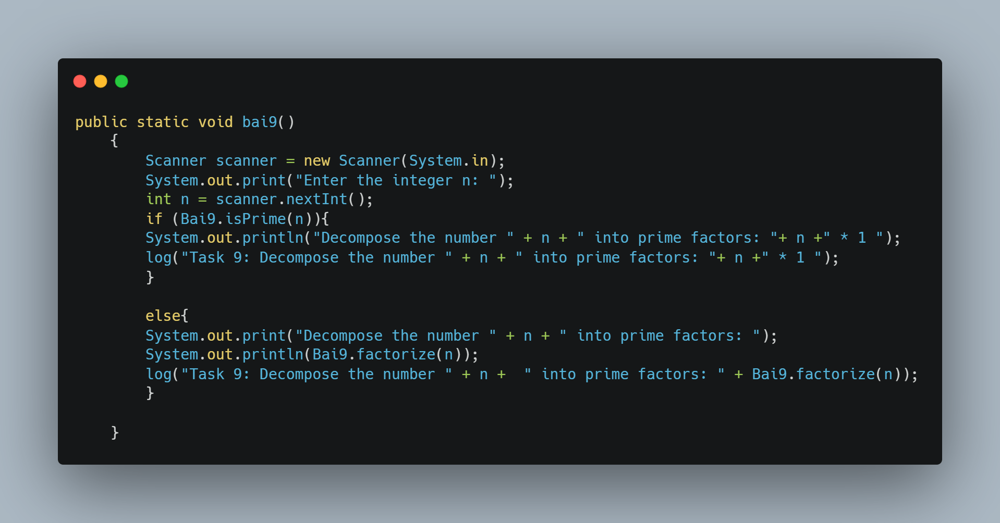 public static void bai9()
    {
        Scanner scanner = new Scanner(System.in);
        System.out.print("Enter the integer n: ");
        int n = scanner.nextInt();
        if (Bai9.isPrime(n)){
        System.out.println("Decompose the number " + n + " into prime factors: "+ n +" * 1 ");
        log("Task 9: Decompose the number " + n + " into prime factors: "+ n +" * 1 ");
        }
        else{
        System.out.print("Decompose the number " + n + " into prime factors: ");
        System.out.println(Bai9.factorize(n));
        log("Task 9: Decompose the number " + n +  " into prime factors: " + Bai9.factorize(n));
        }
    }